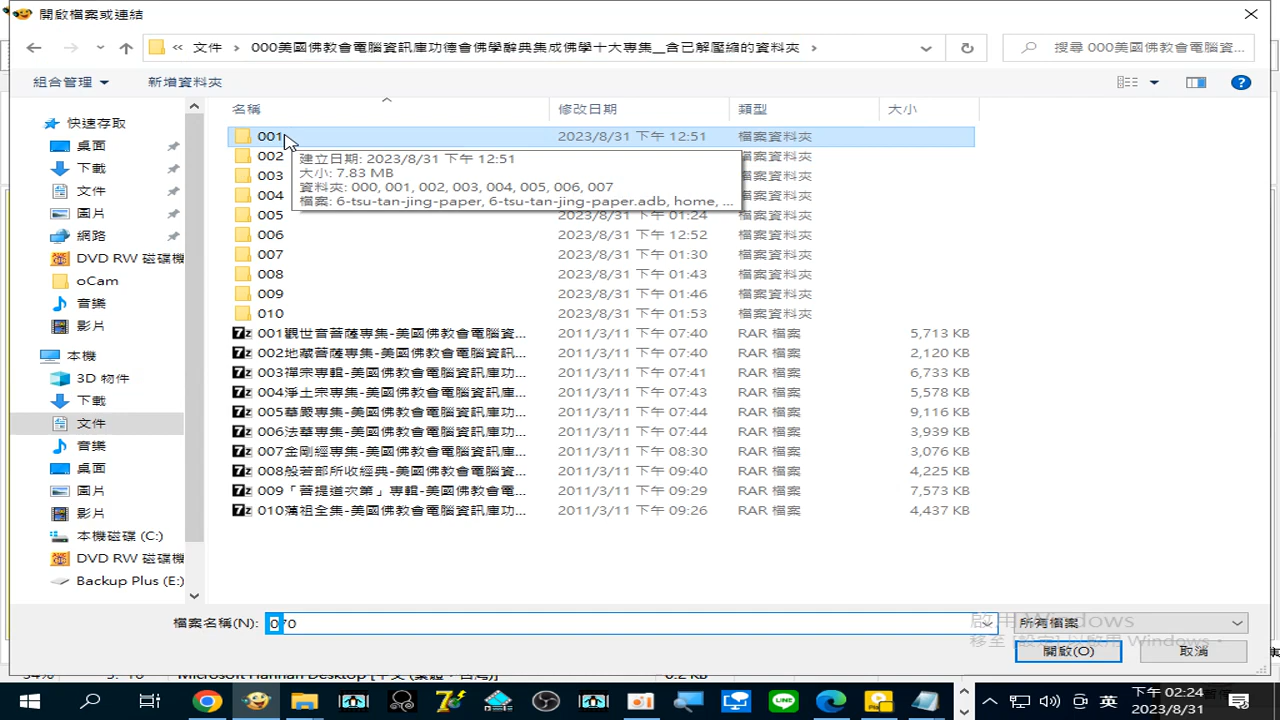 開啟檔案或連結
« 文件 › 000美國佛教會電腦資訊庫功德會佛學辭典集成佛學十大專集__含已解壓縮的資料夾 ›
搜尋 000美國佛教會電腦資...
組合管理
新增資料夾
快速存取
桌面
下載
文件
圖片
網路
DVD RW 磁碟機
oCam
音樂
影片
本機
3D 物件
下載
文件
音樂
桌面
圖片
影片
本機磁碟 (C:)
DVD RW 磁碟機
Backup Plus (E:)
名稱 修改日期 類型 大小
001 2023/8/31 下午 12:51 檔案資料夾
002 檔案資料夾
003 檔案資料夾
004 檔案資料夾
005 2023/8/31 下午 01:24 檔案資料夾
006 2023/8/31 下午 12:52 檔案資料夾
007 2023/8/31 下午 01:30 檔案資料夾
008 2023/8/31 下午 01:43 檔案資料夾
009 2023/8/31 下午 01:46 檔案資料夾
010 2023/8/31 下午 01:53 檔案資料夾
001觀世音菩薩專集-美國佛教會電腦資... 2011/3/11 下午 07:40 RAR 檔案 5,713 KB
002地藏菩薩專集-美國佛教會電腦資訊... 2011/3/11 下午 07:40 RAR 檔案 2,120 KB
003禪宗專輯-美國佛教會電腦資訊庫功... 2011/3/11 下午 07:41 RAR 檔案 6,733 KB
004淨土宗專集-美國佛教會電腦資訊庫... 2011/3/11 下午 07:43 RAR 檔案 5,578 KB
005華嚴專集-美國佛教會電腦資訊庫功... 2011/3/11 下午 07:44 RAR 檔案 9,116 KB
006法華專集-美國佛教會電腦資訊庫功... 2011/3/11 下午 07:44 RAR 檔案 3,939 KB
007金剛經專集-美國佛教會電腦資訊庫... 2011/3/11 下午 08:30 RAR 檔案 3,076 KB
008般若部所收經典-美國佛教會電腦資... 2011/3/11 下午 09:40 RAR 檔案 4,225 KB
009「菩提道次第」專輯-美國佛教會電... 2011/3/11 下午 09:29 RAR 檔案 7,573 KB
010蕅祖全集-美國佛教會電腦資訊庫功... 2011/3/11 下午 09:26 RAR 檔案 4,437 KB
建立日期: 2023/8/31 下午 12:51
大小: 7.83 MB
資料夾: 000, 001, 002, 003, 004, 005, 006, 007
檔案: 6-tsu-tan-jing-paper, 6-tsu-tan-jing-paper.adb, home, ...
檔案名稱(N): 070
所有檔案
啟用 Windows
移至 [設定] 以啟用 Windows。
開啟(O)
取消
英
下午 02:24
2023/8/31